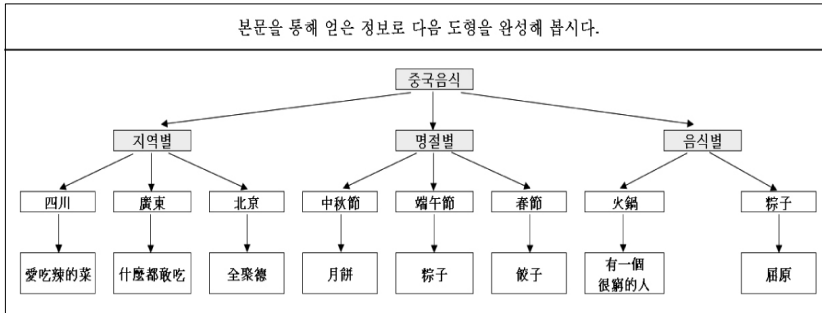 본문을 통해 얻은 정보로 다음 도형을 완성해 봅시다.
중국음식
지역별
명절별
음식별
四川
廣東
北京
中秋節
端午節
春節
火鍋
粽子
愛吃辣的菜
什麼都敢吃
全聚德
月餅
粽子
餃子
有一個
很窮的人
屈原